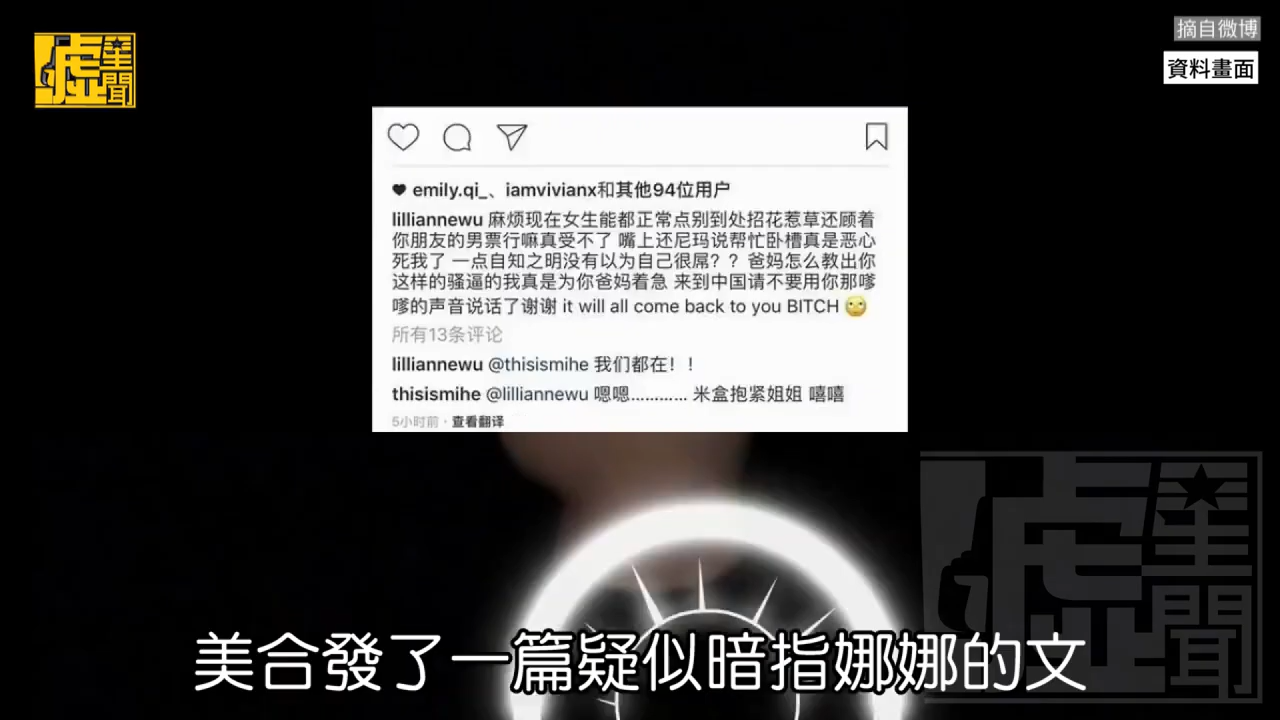 噓星聞
摘自微博
資料畫面
emily.qi_、iamvivianx和其他94位用户
lilliannewu 麻烦现在女生能都正常点别到处招花惹草还顾着
你朋友的男票行嘛真受不了 嘴上还尼玛说帮忙卧槽真是恶心
死我了 一点自知之明没有以为自己很屌？？爸妈怎么教出你
这样的骚逼的我真是为你爸妈着急 来到中国请不要用你那嗲
嗲的声音说话了谢谢 it will all come back to you BITCH 🙄
所有13条评论
lilliannewu @thisismihe 我们都在！！
thisismihe @lilliannewu 嗯嗯............ 米盒抱紧姐姐 嘻嘻
5小时前 · 查看翻译
噓星聞
美合發了一篇疑似暗指娜娜的文